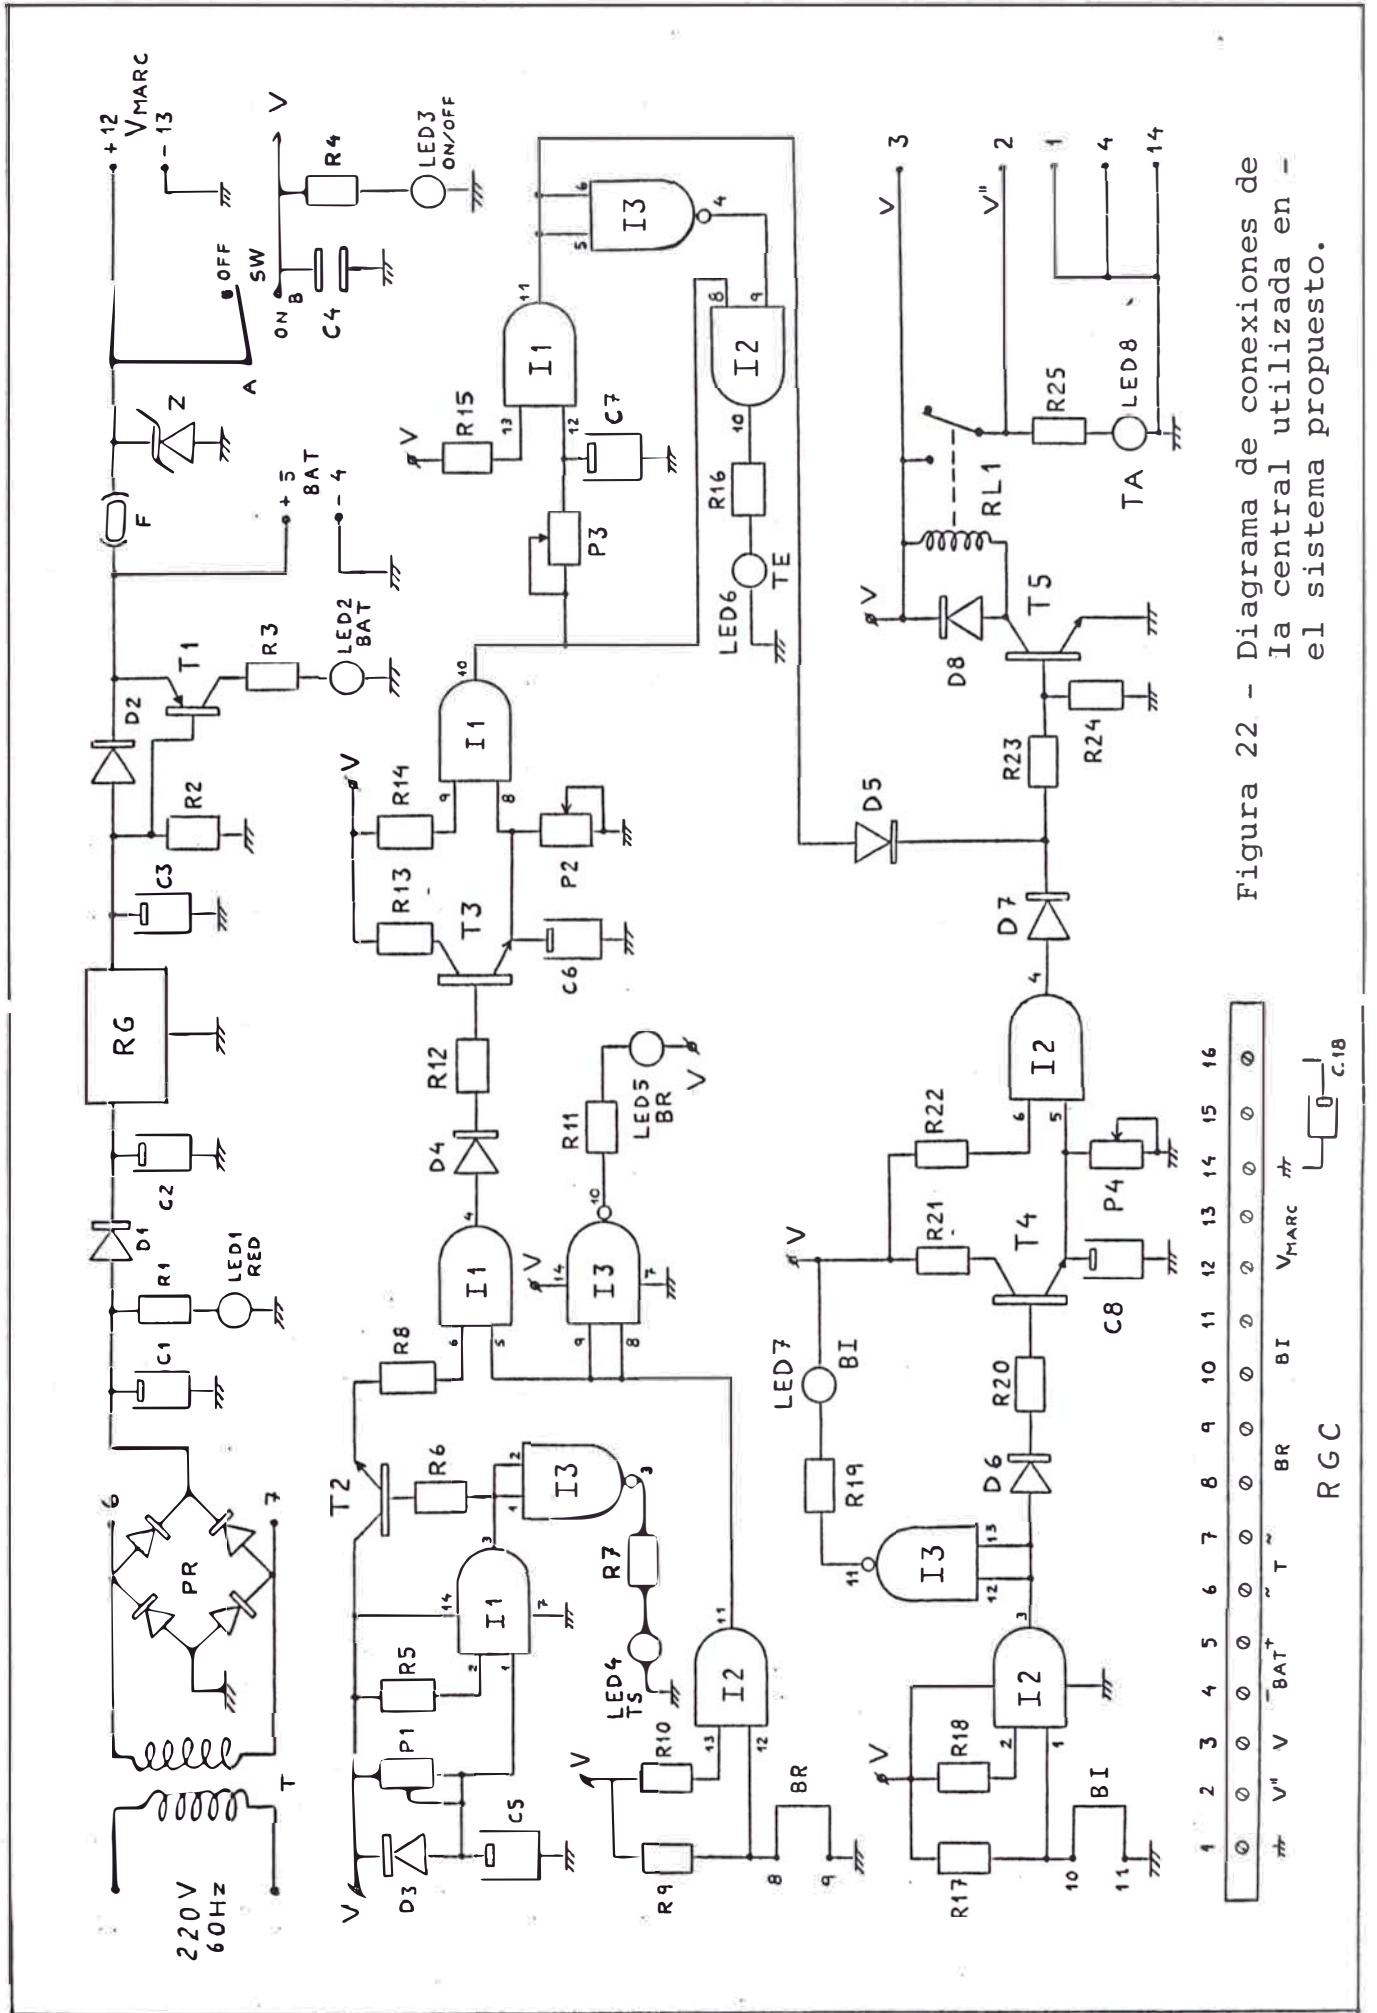 220V
60Hz
T
6
7
PR
C1
R1
LED1
RED
D1
C2
RG
C3
R2
D2
T1
R3
LED2
BAT
+ 5
BAT
- 4
F
Z
A
OFF
SW
ON B
C4
R4
LED3
ON/OFF
V
+ 12
VMARC
- 13
V
D3
P1
C5
R5
2
1
14
I1
7
3
T2
R6
1
2
I3
3
R7
LED4
TS
R8
6
5
I1
4
D4
R12
T3
R13
R14
V
C6
P2
9
8
I1
10
P3
V
R15
13
12
C7
I1
11
5
6
I3
4
8
9
I2
10
R16
LED6
TE
V
R9
R10
13
12
I2
11
8
BR
9
9
8
V
14
I3
7
10
R11
LED5
BR
V
V
R17
R18
2
1
I2
3
10
BI
11
12
13
I3
11
R19
LED7
BI
V
D6
R20
T4
R21
R22
C8
P4
6
5
I2
4
D7
D5
R23
R24
T5
D8
V
RL1
R25
LED8
TA
V
3
V"
2
1
4
14
1 2 3 4 5 6 7 8 9 10 11 12 13 14 15 16
V" V - BAT + ~ T ~ BR BI VMARC
RGC
C.18
Figura 22 - Diagrama de conexiones de
la central utilizada en -
el sistema propuesto.